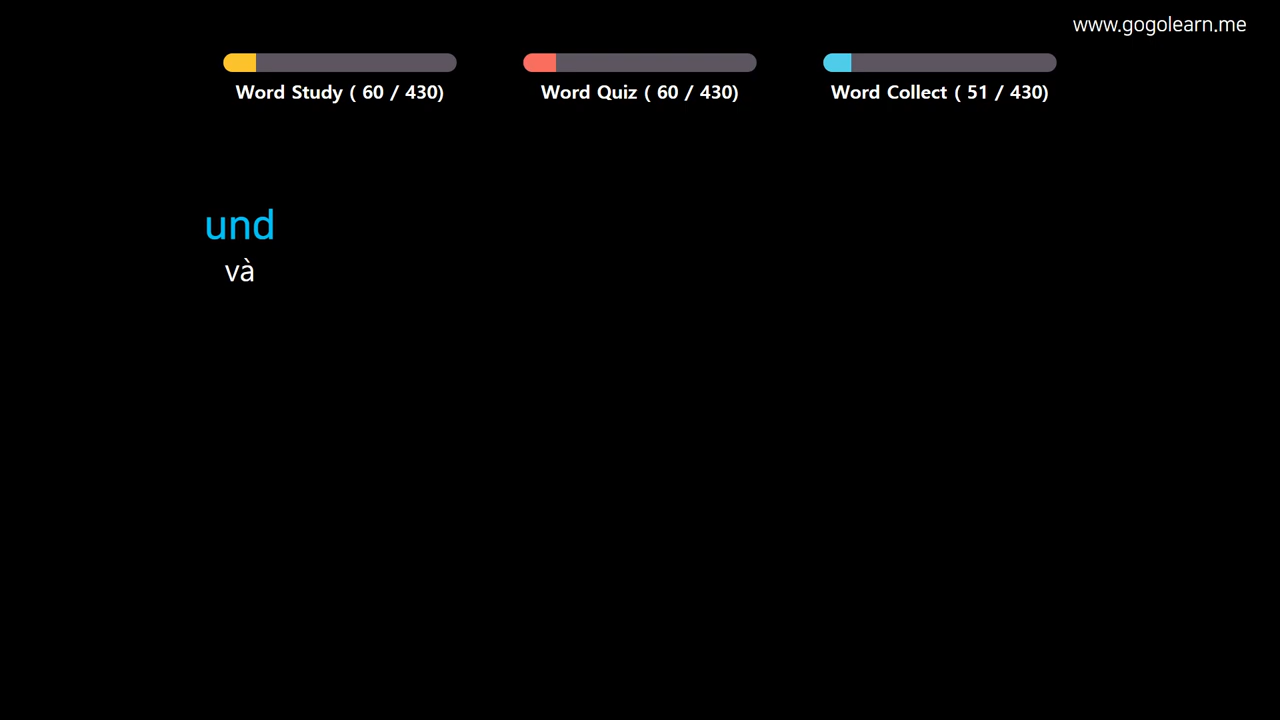 www.gogolearn.me
Word Study ( 60 / 430)
Word Quiz ( 60 / 430)
Word Collect ( 51 / 430)
und
và